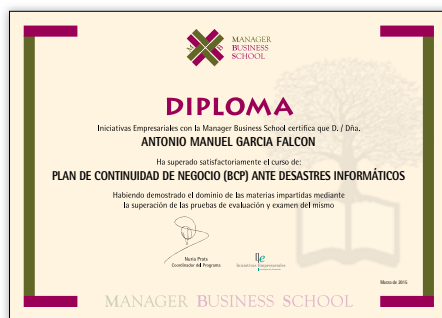 MANAGER
BUSINESS
SCHOOL
M
B
DIPLOMA
Iniciativas Empresariales con la Manager Business School certifica que D. / Dña.
ANTONIO MANUEL GARCIA FALCON
Ha superado satisfactoriamente el curso de:
PLAN DE CONTINUIDAD DE NEGOCIO (BCP) ANTE DESASTRES INFORMÁTICOS
Habiendo demostrado el dominio de las materias impartidas mediante
la superación de las pruebas de evaluación y examen del mismo
Nuria Prats
Coordinador del Programa
Iniciativas Empresariales
Marzo de 2015
MANAGER BUSINESS SCHOOL